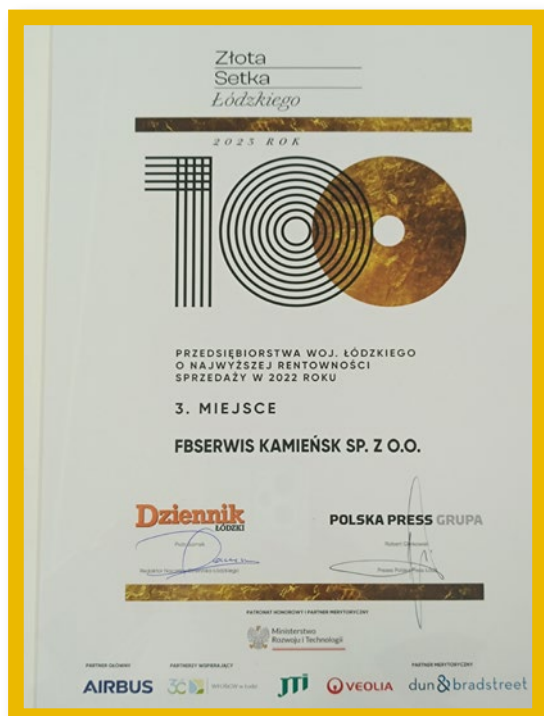 Złota
Setka
Łódzkiego
2023 ROK
100
PRZEDSIĘBIORSTWA WOJ. ŁÓDZKIEGO
O NAJWYŻSZEJ RENTOWNOŚCI
SPRZEDAŻY W 2022 ROKU
3. MIEJSCE
FBSERWIS KAMIEŃSK SP. Z O.O.
Dziennik
ŁÓDZKI
POLSKA PRESS GRUPA
PATRONAT HONOROWY I PARTNER MERYTORYCZNY
Ministerstwo
Rozwoju i Technologii
PARTNER GŁÓWNY
PARTNERZY WSPIERAJĄCY
PARTNER MERYTORYCZNY
AIRBUS
JTI
VEOLIA
dun & bradstreet